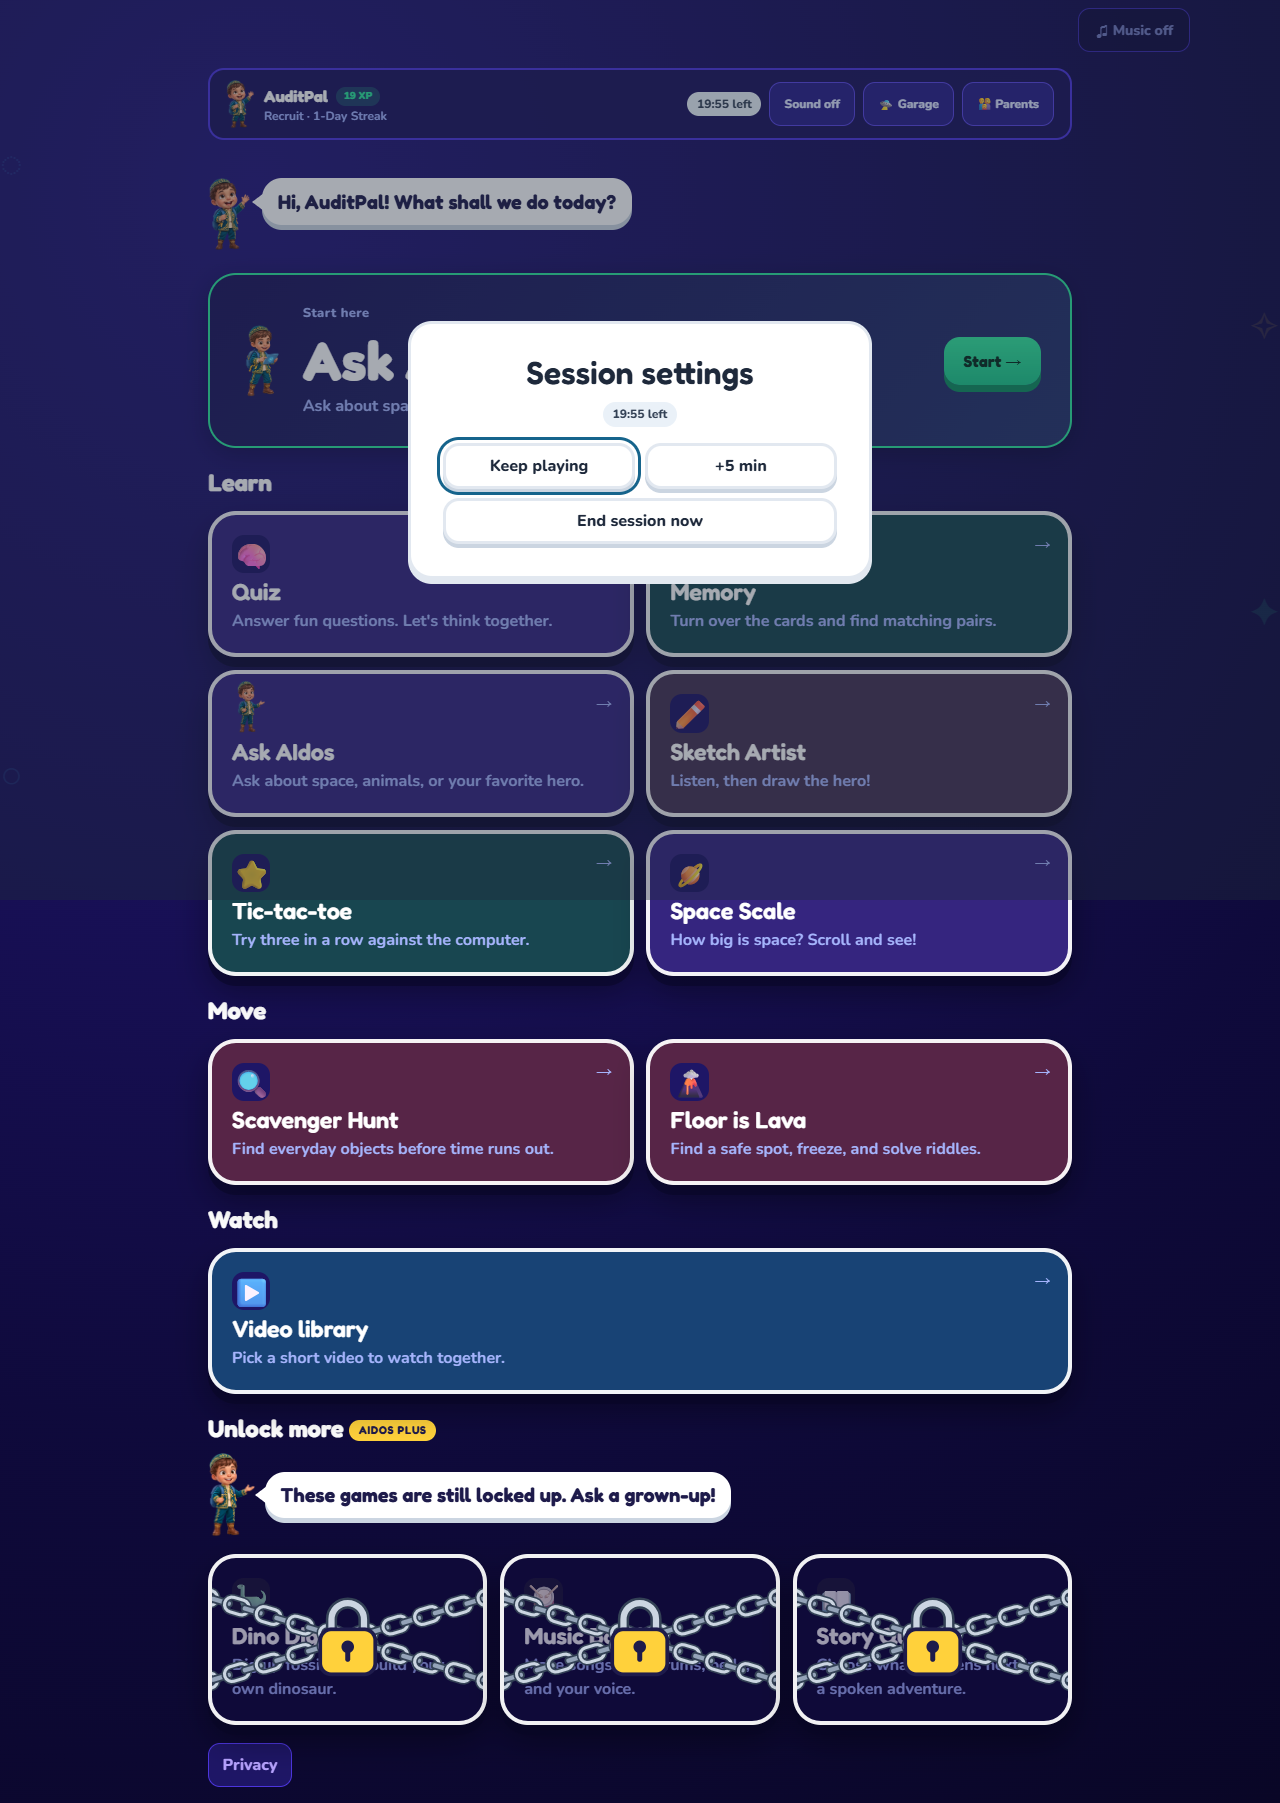 ♫ Music off
AuditPal 19 XP
Recruit · 1-Day Streak
19:55 left
Sound off
Garage
Parents
Hi, AuditPal! What shall we do today?
Start here
Ask
Ask about spa
Start →
Session settings
19:55 left
Keep playing
+5 min
End session now
Learn
→
Quiz
Answer fun questions. Let's think together.
Memory
Turn over the cards and find matching pairs.
→
Ask AIdos
Ask about space, animals, or your favorite hero.
→
Sketch Artist
Listen, then draw the hero!
→
Tic-tac-toe
Try three in a row against the computer.
→
Space Scale
How big is space? Scroll and see!
Move
→
Scavenger Hunt
Find everyday objects before time runs out.
→
Floor is Lava
Find a safe spot, freeze, and solve riddles.
Watch
→
Video library
Pick a short video to watch together.
Unlock more AIDOS PLUS
These games are still locked up. Ask a grown-up!
Dino
own dinosaur.
Music
and your voice.
Story
a spoken adventure.
Privacy